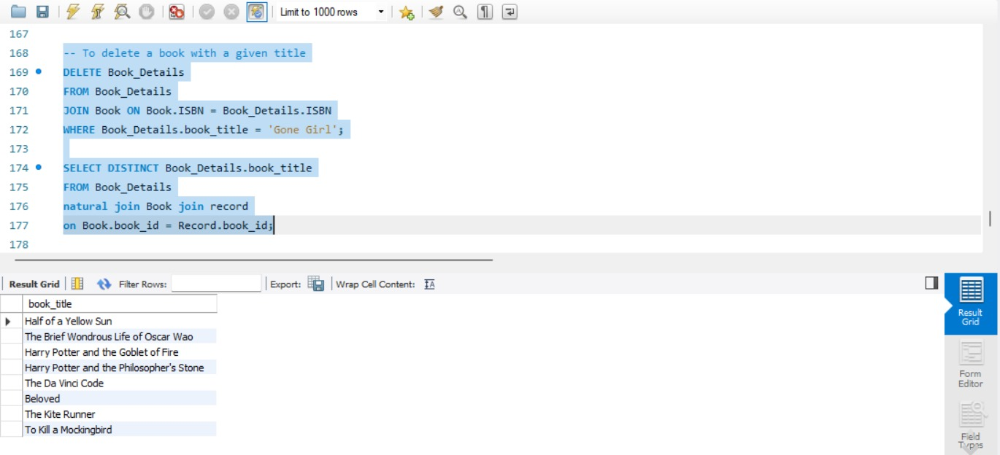 Limit to 1000 rows
167
168 -- To delete a book with a given title
169 DELETE Book_Details
170 FROM Book_Details
171 JOIN Book ON Book.ISBN = Book_Details.ISBN
172 WHERE Book_Details.book_title = 'Gone Girl';
173
174 SELECT DISTINCT Book_Details.book_title
175 FROM Book_Details
176 natural join Book join record
177 on Book.book_id = Record.book_id;
178
Result Grid Filter Rows: Export: Wrap Cell Content: IA
book_title
Half of a Yellow Sun
The Brief Wondrous Life of Oscar Wao
Harry Potter and the Goblet of Fire
Harry Potter and the Philosopher's Stone
The Da Vinci Code
Beloved
The Kite Runner
To Kill a Mockingbird
Result
Grid
Form
Editor
Field
Types